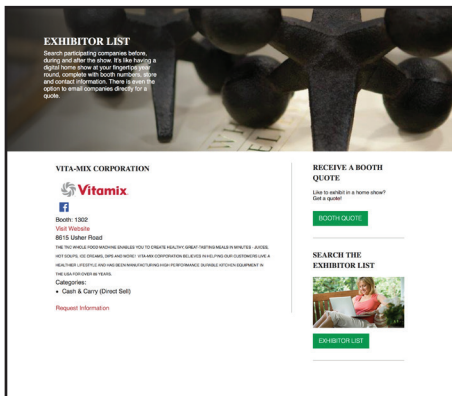 EXHIBITOR LIST
Search participating companies before,
during and after the show. It's like having a
digital home show at your fingertips year
round, complete with booth numbers, store
and contact information. There is even the
option to email companies directly for a
quote.
VITA-MIX CORPORATION
Vitamix
Booth: 1302
Visit Website
8615 Usher Road
THE TNC WHOLE FOOD MACHINE ENABLES YOU TO CREATE HEALTHY, GREAT-TASTING MEALS IN MINUTES - JUICES,
HOT SOUPS, ICE CREAMS, DIPS AND MORE! VITA-MIX CORPORATION BELIEVES IN HELPING OUR CUSTOMERS LIVE A
HEALTHIER LIFESTYLE AND HAS BEEN MANUFACTURING HIGH PERFORMANCE DURABLE KITCHEN EQUIPMENT IN
THE USA FOR OVER 80 YEARS.
Categories:
• Cash & Carry (Direct Sell)
Request Information
RECEIVE A BOOTH
QUOTE
Like to exhibit in a home show?
Get a quote!
BOOTH QUOTE
SEARCH THE
EXHIBITOR LIST
EXHIBITOR LIST